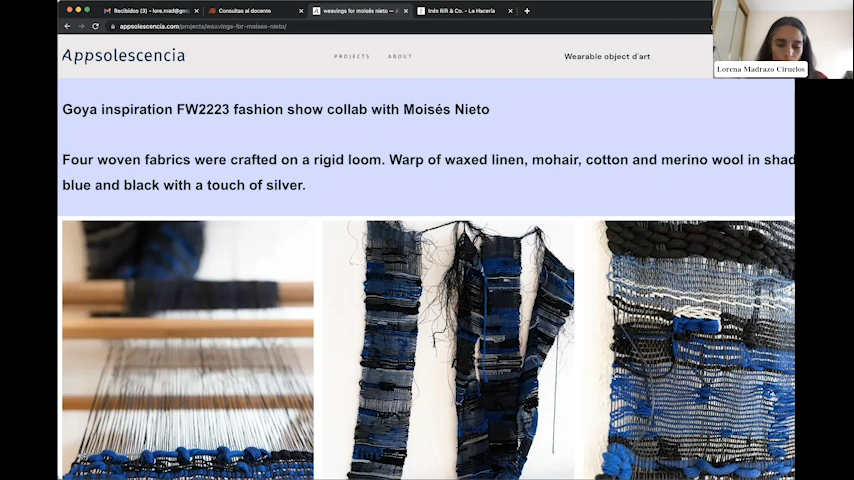 Recibidos (3) - lore.mad@gm
Consultas al docente
weavings for moisés nieto — A
Inés RiR & Co. - La Hacería
appsolescencia.com/projects/weavings-for-moises-nieto/
Appsolescencia
PROJECTS
ABOUT
Wearable object d'art
Lorena Madrazo Ciruelos
Goya inspiration FW2223 fashion show collab with Moisés Nieto
Four woven fabrics were crafted on a rigid loom. Warp of waxed linen, mohair, cotton and merino wool in shad
blue and black with a touch of silver.